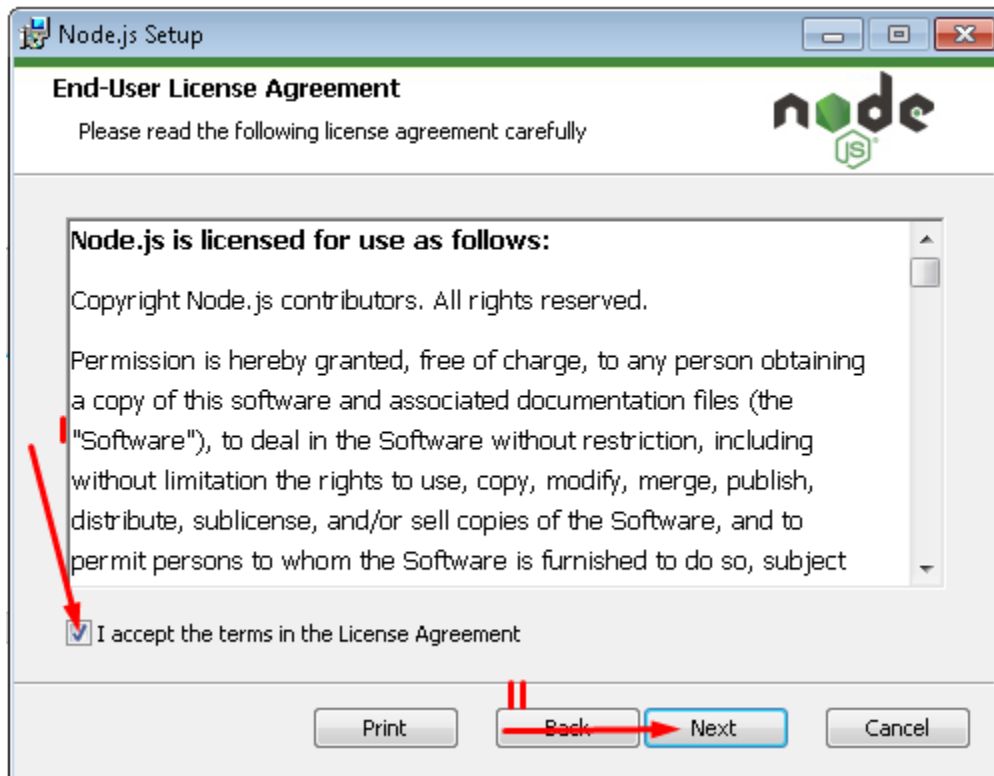 Node.js Setup
End-User License Agreement
Please read the following license agreement carefully
node
JS
Node.js is licensed for use as follows:
Copyright Node.js contributors. All rights reserved.
Permission is hereby granted, free of charge, to any person obtaining
a copy of this software and associated documentation files (the
"Software"), to deal in the Software without restriction, including
without limitation the rights to use, copy, modify, merge, publish,
distribute, sublicense, and/or sell copies of the Software, and to
permit persons to whom the Software is furnished to do so, subject
I accept the terms in the License Agreement
Print Back Next Cancel